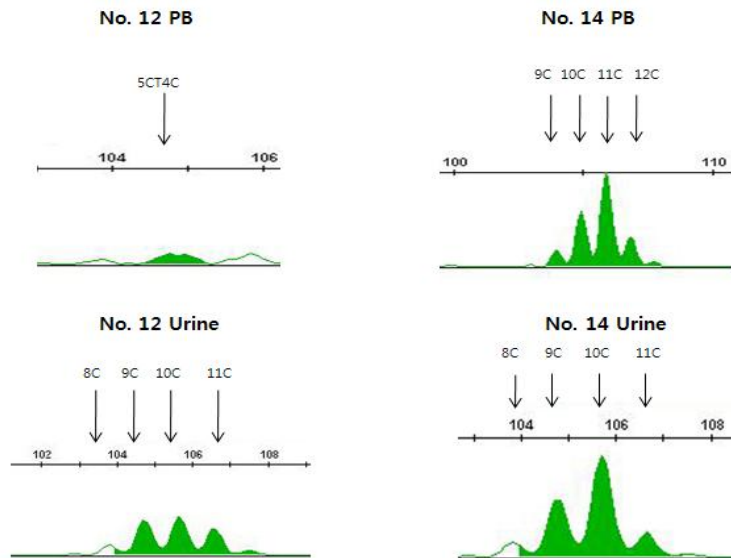 No. 12 PB
5CT4C
104 106
No. 14 PB
9C 10C 11C 12C
100 110
No. 12 Urine
8C 9C 10C 11C
102 104 106 108
No. 14 Urine
8C 9C 10C 11C
104 106 108